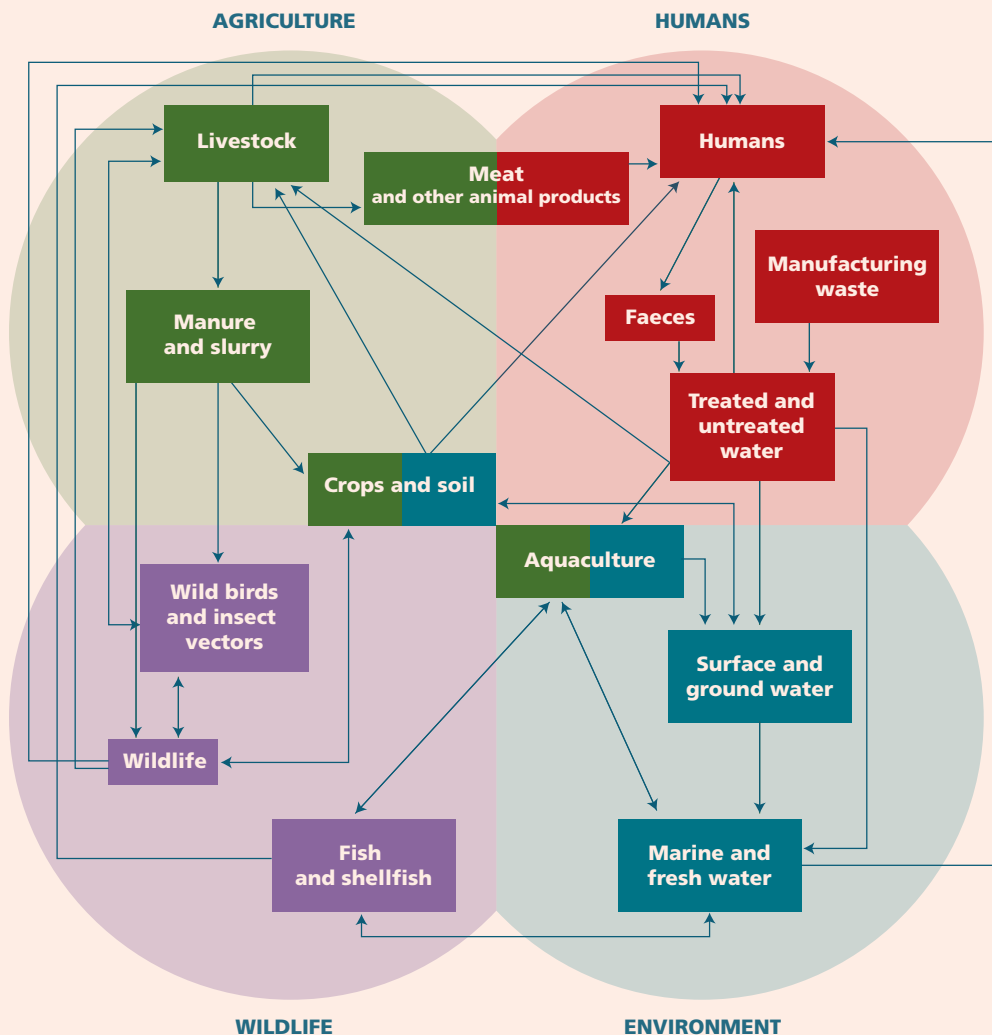 AGRICULTURE
HUMANS
Livestock
Humans
Meat
and other animal products
Manufacturing
waste
Manure
and slurry
Faeces
Treated and
untreated
water
Crops and soil
Aquaculture
Wild birds
and insect
vectors
Surface and
ground water
Wildlife
Fish
and shellfish
Marine and
fresh water
WILDLIFE
ENVIRONMENT